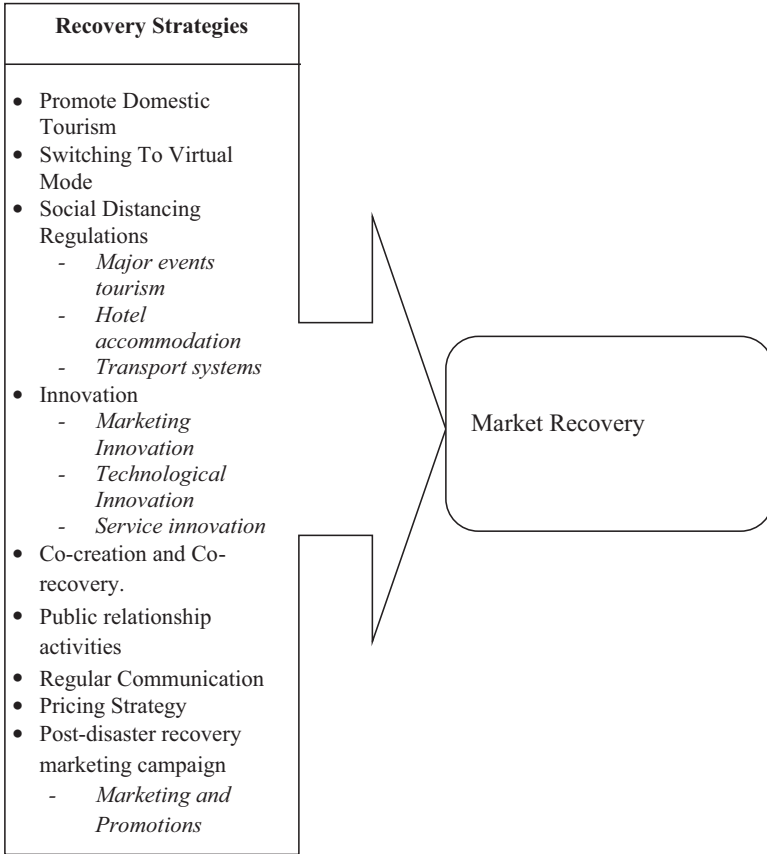 Recovery Strategies
• Promote Domestic
Tourism
• Switching To Virtual
Mode
• Social Distancing
Regulations
- Major events
tourism
- Hotel
accommodation
- Transport systems
• Innovation
- Marketing
Innovation
- Technological
Innovation
- Service innovation
• Co-creation and Co-
recovery.
• Public relationship
activities
• Regular Communication
• Pricing Strategy
• Post-disaster recovery
marketing campaign
- Marketing and
Promotions
Market Recovery